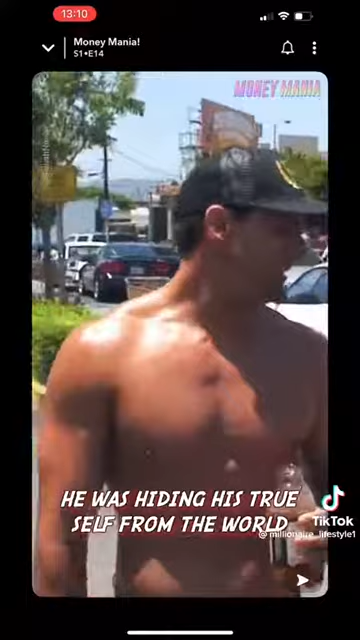 13:10
Money Mania!
S1•E14
MONEY MANIA
HE WAS HIDING HIS TRUE
SELF FROM THE WORLD
TikTok
@millionaire_lifestyle1